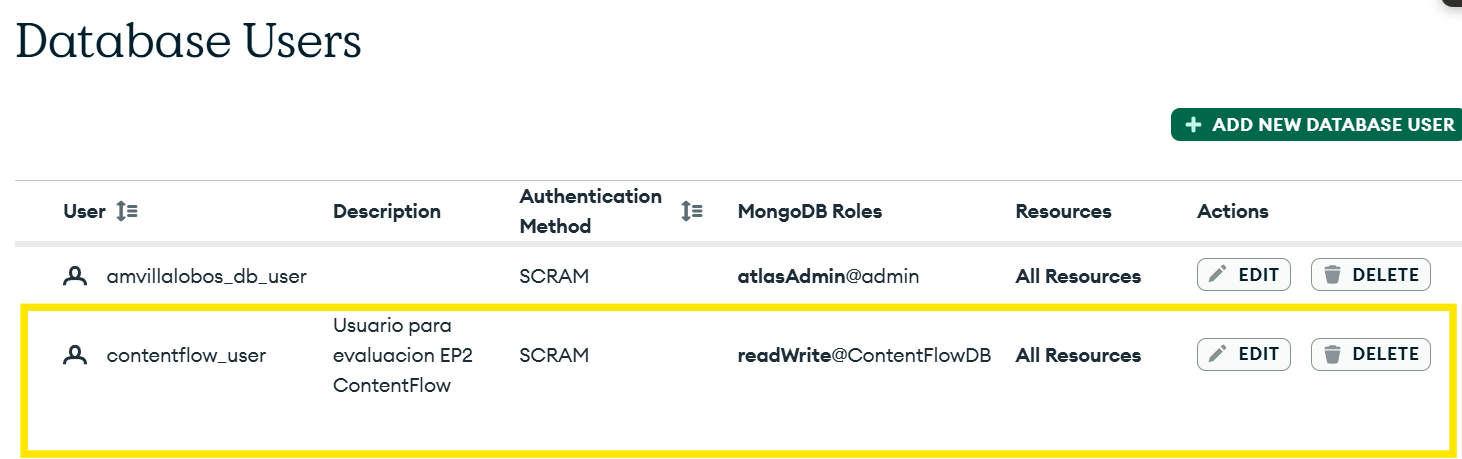 Database Users
+ ADD NEW DATABASE USER
User Description Authentication Method MongoDB Roles Resources Actions
amvillalobos_db_user SCRAM atlasAdmin@admin All Resources EDIT DELETE
Usuario para
contentflow_user evaluacion EP2 SCRAM readWrite@ContentFlowDB All Resources EDIT DELETE
ContentFlow